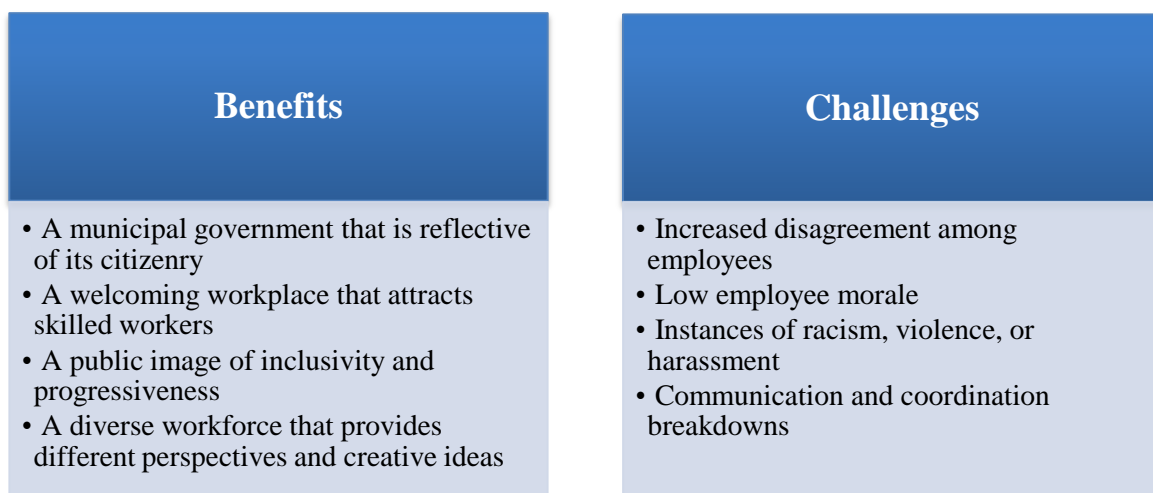 Benefits
• A municipal government that is reflective
of its citizenry
• A welcoming workplace that attracts
skilled workers
• A public image of inclusivity and
progressiveness
• A diverse workforce that provides
different perspectives and creative ideas
Challenges
• Increased disagreement among
employees
• Low employee morale
• Instances of racism, violence, or
harassment
• Communication and coordination
breakdowns